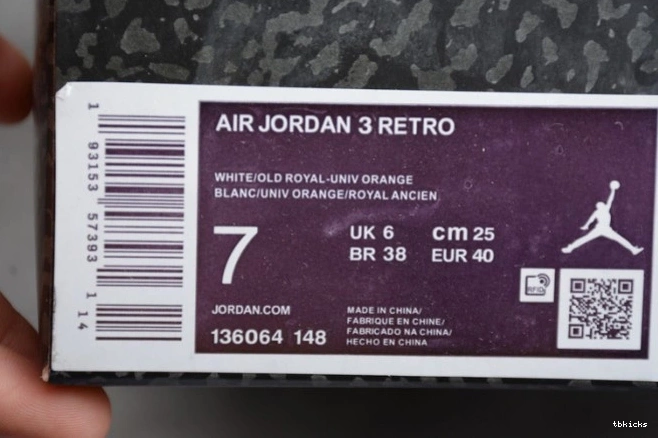 AIR JORDAN 3 RETRO
WHITE/OLD ROYAL-UNIV ORANGE
BLANC/UNIV ORANGE/ROYAL ANCIEN
7
UK 6 cm 25
BR 38 EUR 40
RFID
JORDAN.COM
136064 148
MADE IN CHINA/
FABRIQUE EN CHINE/
FABRICADO NA CHINA/
HECHO EN CHINA
1 93153 57393 1 14
tbkicks